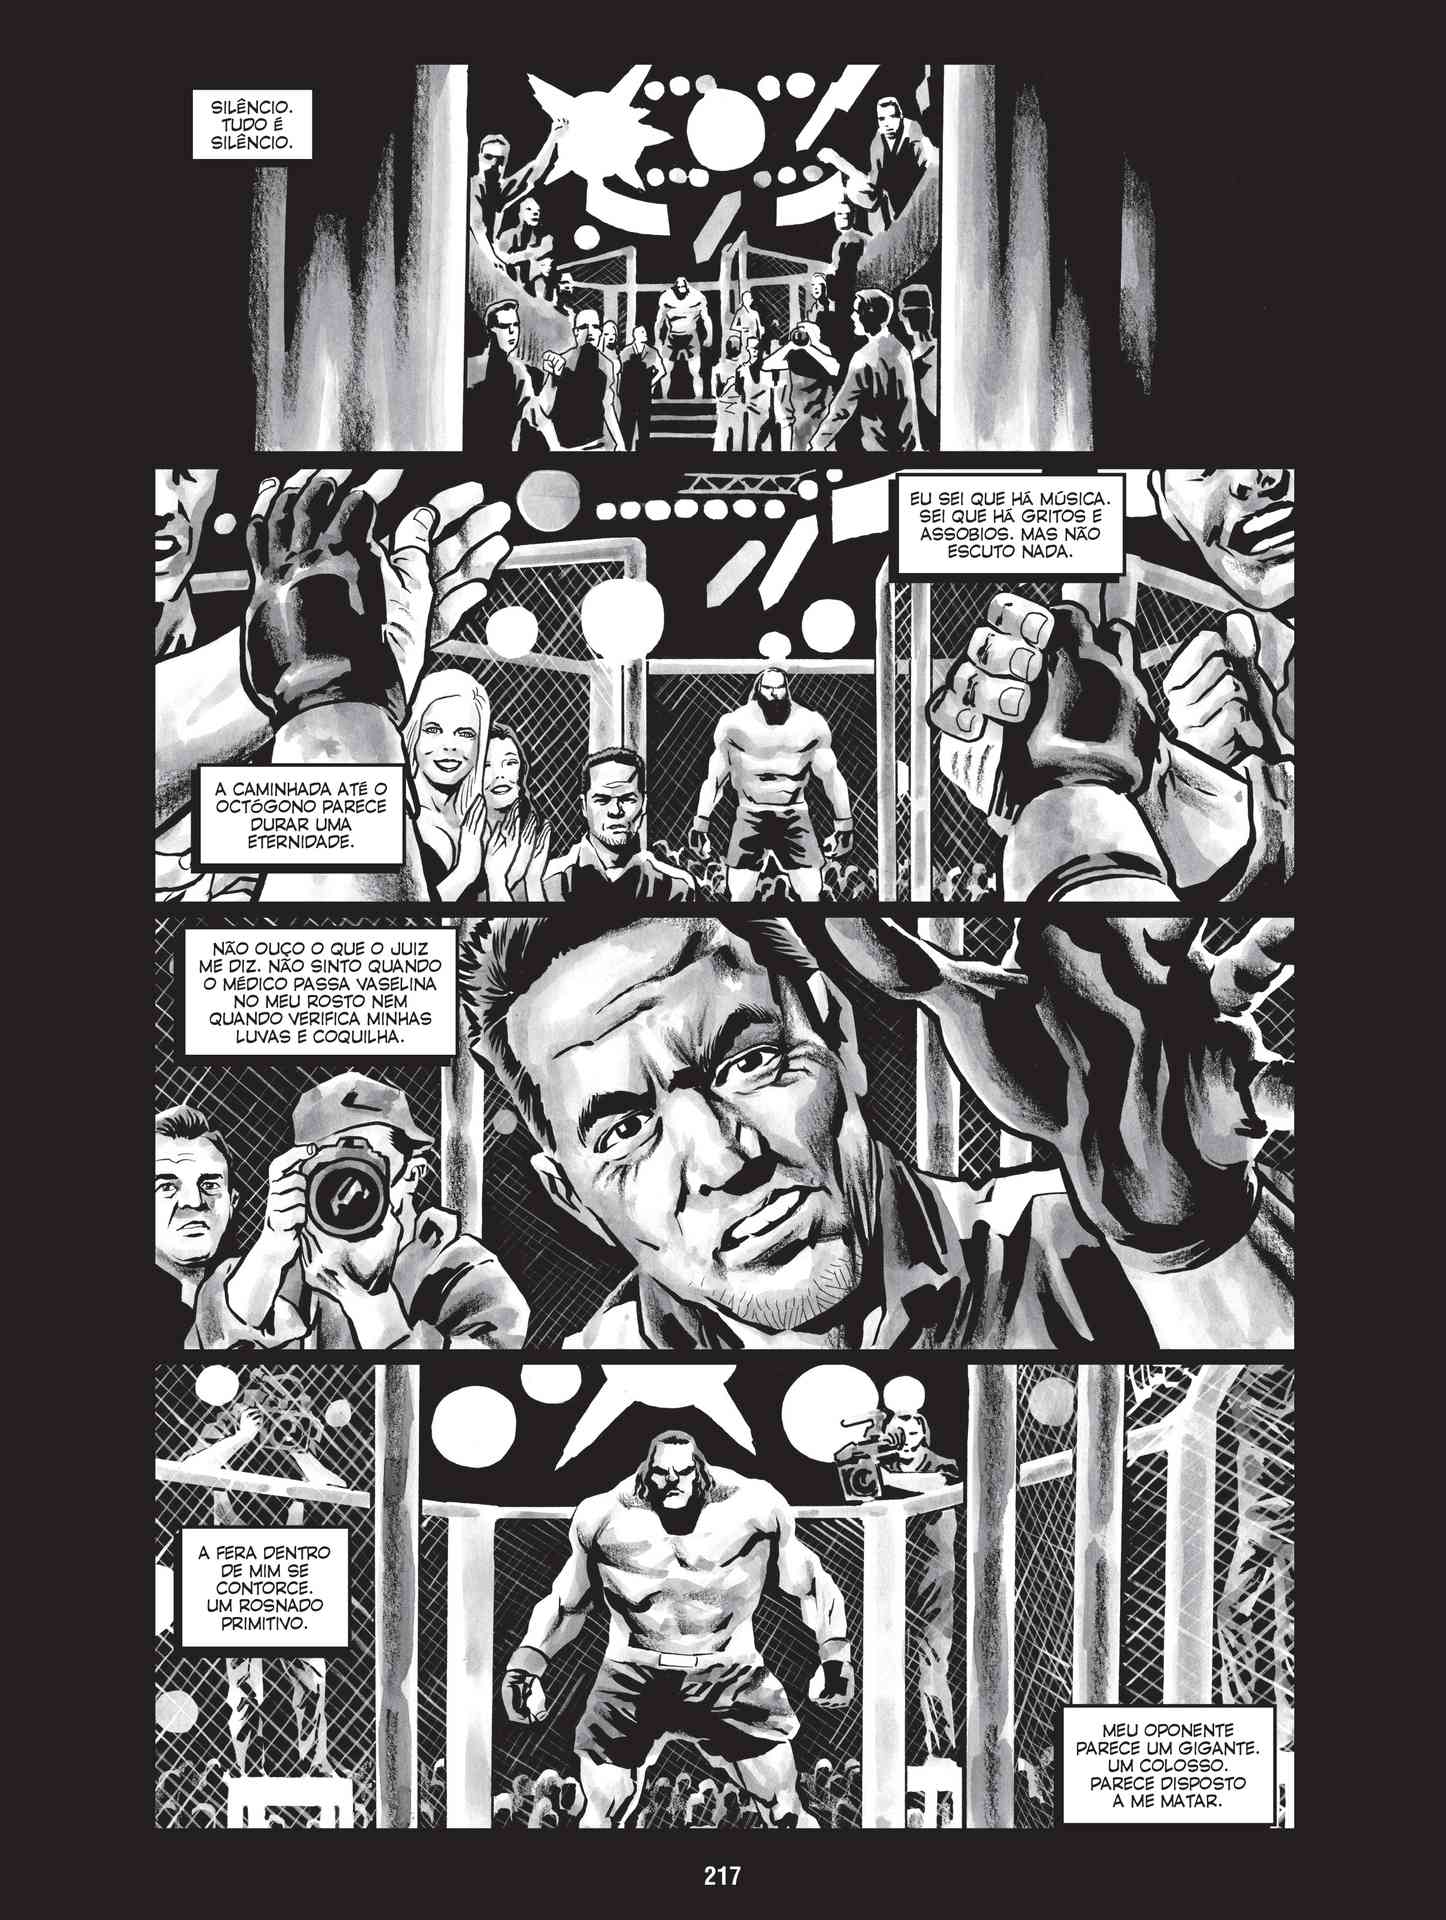 SILÊNCIO.
TUDO É
SILÊNCIO.
EU SEI QUE HÁ MÚSICA.
SEI QUE HÁ GRITOS E
ASSOBIOS. MAS NÃO
ESCUTO NADA.
A CAMINHADA ATÉ O
OCTÓGONO PARECE
DURAR UMA
ETERNIDADE.
NÃO OUÇO O QUE O JUIZ
ME DIZ. NÃO SINTO QUANDO
O MÉDICO PASSA VASELINA
NO MEU ROSTO NEM
QUANDO VERIFICA MINHAS
LUVAS E COQUILHA.
A FERA DENTRO
DE MIM SE
CONTORCE.
UM ROSNADO
PRIMITIVO.
MEU OPONENTE
PARECE UM GIGANTE.
UM COLOSSO.
PARECE DISPOSTO
A ME MATAR.
217